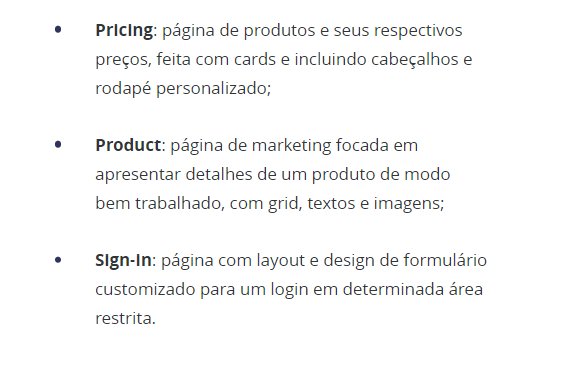 • Pricing: página de produtos e seus respectivos
preços, feita com cards e incluindo cabeçalhos e
rodapé personalizado;
• Product: página de marketing focada em
apresentar detalhes de um produto de modo
bem trabalhado, com grid, textos e imagens;
• Sign-in: página com layout e design de formulário
customizado para um login em determinada área
restrita.